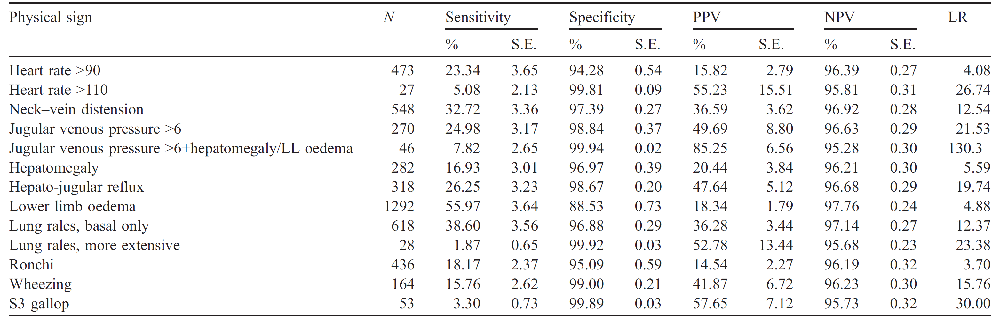 Physical sign N Sensitivity Specificity PPV NPV LR
% S.E. % S.E. % S.E. % S.E.
Heart rate >90 473 23.34 3.65 94.28 0.54 15.82 2.79 96.39 0.27 4.08
Heart rate >110 27 5.08 2.13 99.81 0.09 55.23 15.51 95.81 0.31 26.74
Neck–vein distension 548 32.72 3.36 97.39 0.27 36.59 3.62 96.92 0.28 12.54
Jugular venous pressure >6 270 24.98 3.17 98.84 0.37 49.69 8.80 96.63 0.29 21.53
Jugular venous pressure >6+hepatomegaly/LL oedema 46 7.82 2.65 99.94 0.02 85.25 6.56 95.28 0.30 130.3
Hepatomegaly 282 16.93 3.01 96.97 0.39 20.44 3.84 96.21 0.30 5.59
Hepato-jugular reflux 318 26.25 3.23 98.67 0.20 47.64 5.12 96.68 0.29 19.74
Lower limb oedema 1292 55.97 3.64 88.53 0.73 18.34 1.79 97.76 0.24 4.88
Lung rales, basal only 618 38.60 3.56 96.88 0.29 36.28 3.44 97.14 0.27 12.37
Lung rales, more extensive 28 1.87 0.65 99.92 0.03 52.78 13.44 95.68 0.23 23.38
Ronchi 436 18.17 2.37 95.09 0.59 14.54 2.27 96.19 0.32 3.70
Wheezing 164 15.76 2.62 99.00 0.21 41.87 6.72 96.23 0.30 15.76
S3 gallop 53 3.30 0.73 99.89 0.03 57.65 7.12 95.73 0.32 30.00